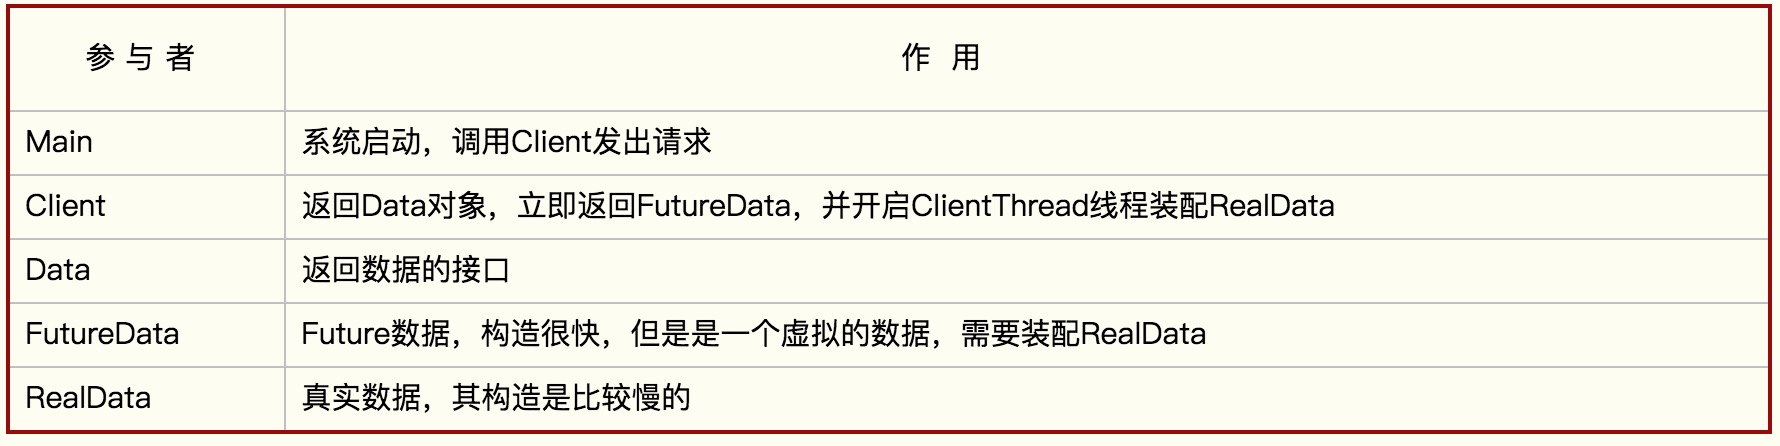 参与者 作用
Main 系统启动，调用Client发出请求
Client 返回Data对象，立即返回FutureData，并开启ClientThread线程装配RealData
Data 返回数据的接口
FutureData Future数据，构造很快，但是是一个虚拟的数据，需要装配RealData
RealData 真实数据，其构造是比较慢的